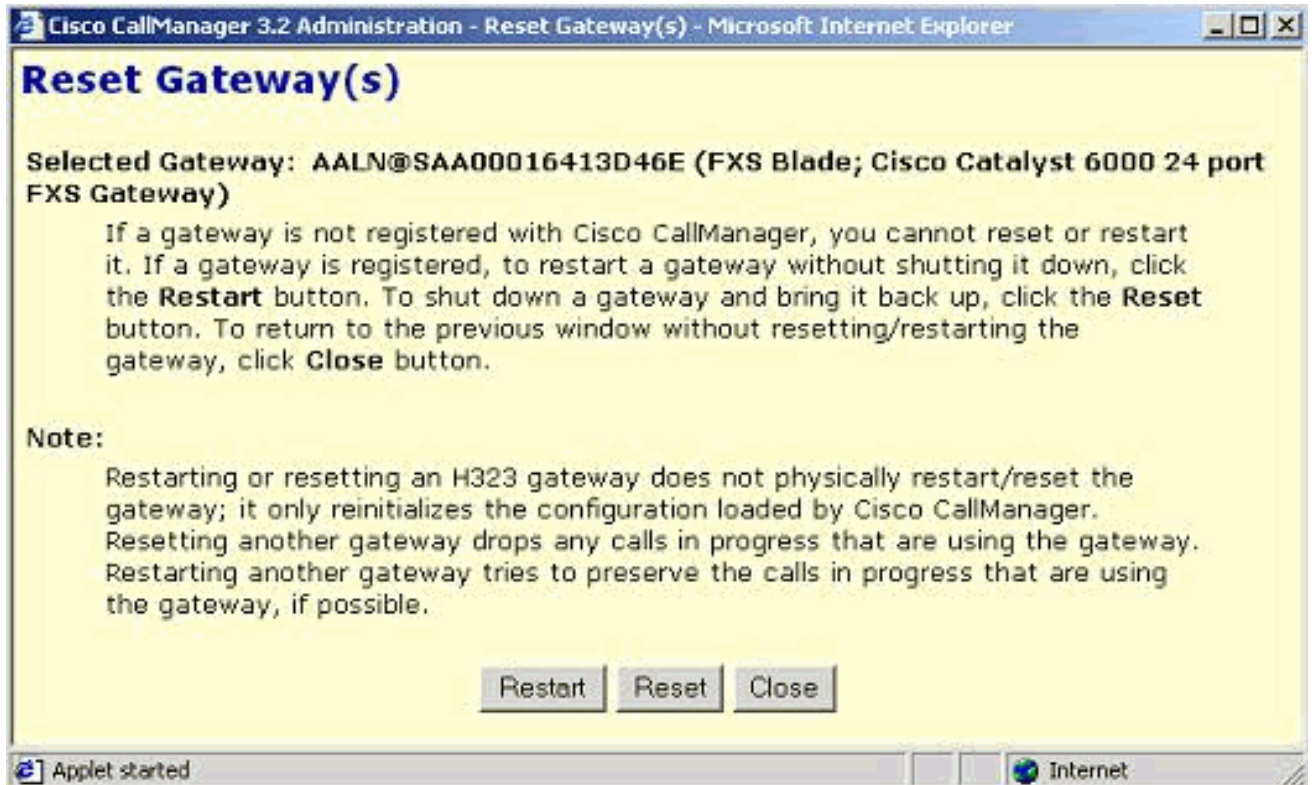 Cisco CallManager 3.2 Administration - Reset Gateway(s) - Microsoft Internet Explorer
Reset Gateway(s)
Selected Gateway: AALN@SAA00016413D46E (FXS Blade; Cisco Catalyst 6000 24 port
FXS Gateway)
If a gateway is not registered with Cisco CallManager, you cannot reset or restart
it. If a gateway is registered, to restart a gateway without shutting it down, click
the Restart button. To shut down a gateway and bring it back up, click the Reset
button. To return to the previous window without resetting/restarting the
gateway, click Close button.
Note:
Restarting or resetting an H323 gateway does not physically restart/reset the
gateway; it only reinitializes the configuration loaded by Cisco CallManager.
Resetting another gateway drops any calls in progress that are using the gateway.
Restarting another gateway tries to preserve the calls in progress that are using
the gateway, if possible.
Restart Reset Close
Applet started Internet